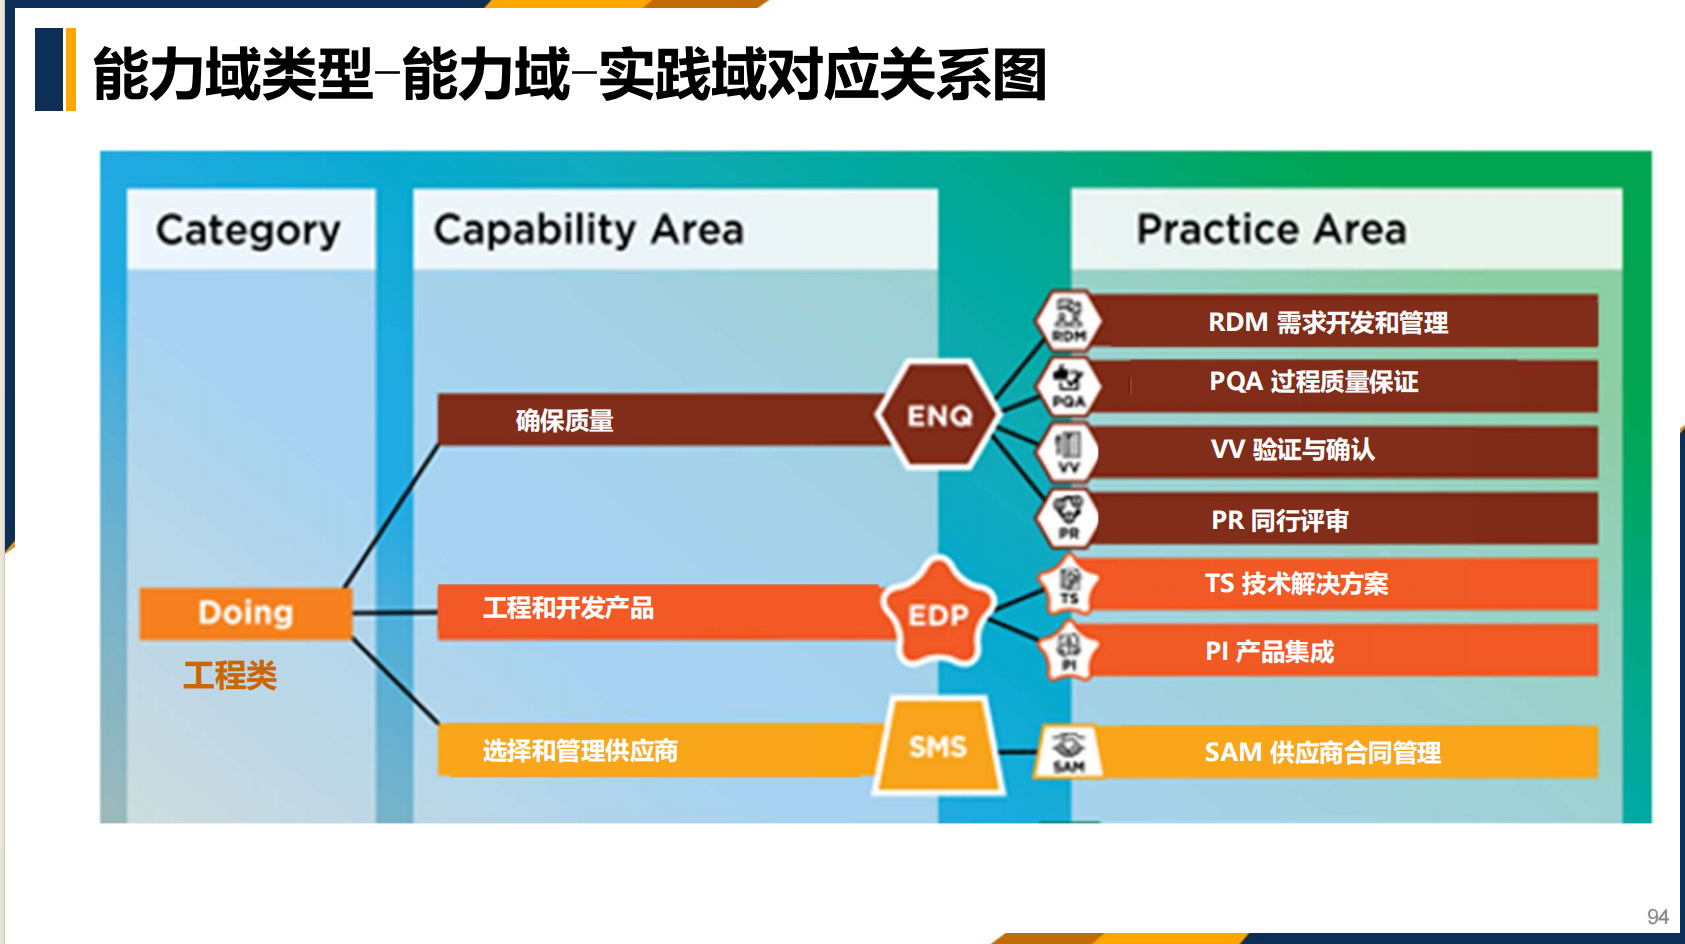 能力域类型–能力域–实践域对应关系图
Category
Capability Area
Practice Area
RDM
RDM 需求开发和管理
PQA
PQA 过程质量保证
确保质量
ENQ
VV
VV 验证与确认
PR
PR 同行评审
Doing
工程类
工程和开发产品
EDP
TS
TS 技术解决方案
PI
PI 产品集成
选择和管理供应商
SMS
SAM
SAM 供应商合同管理
94